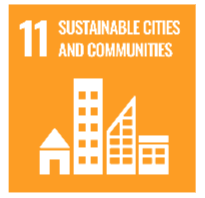 11 SUSTAINABLE CITIES
AND COMMUNITIES